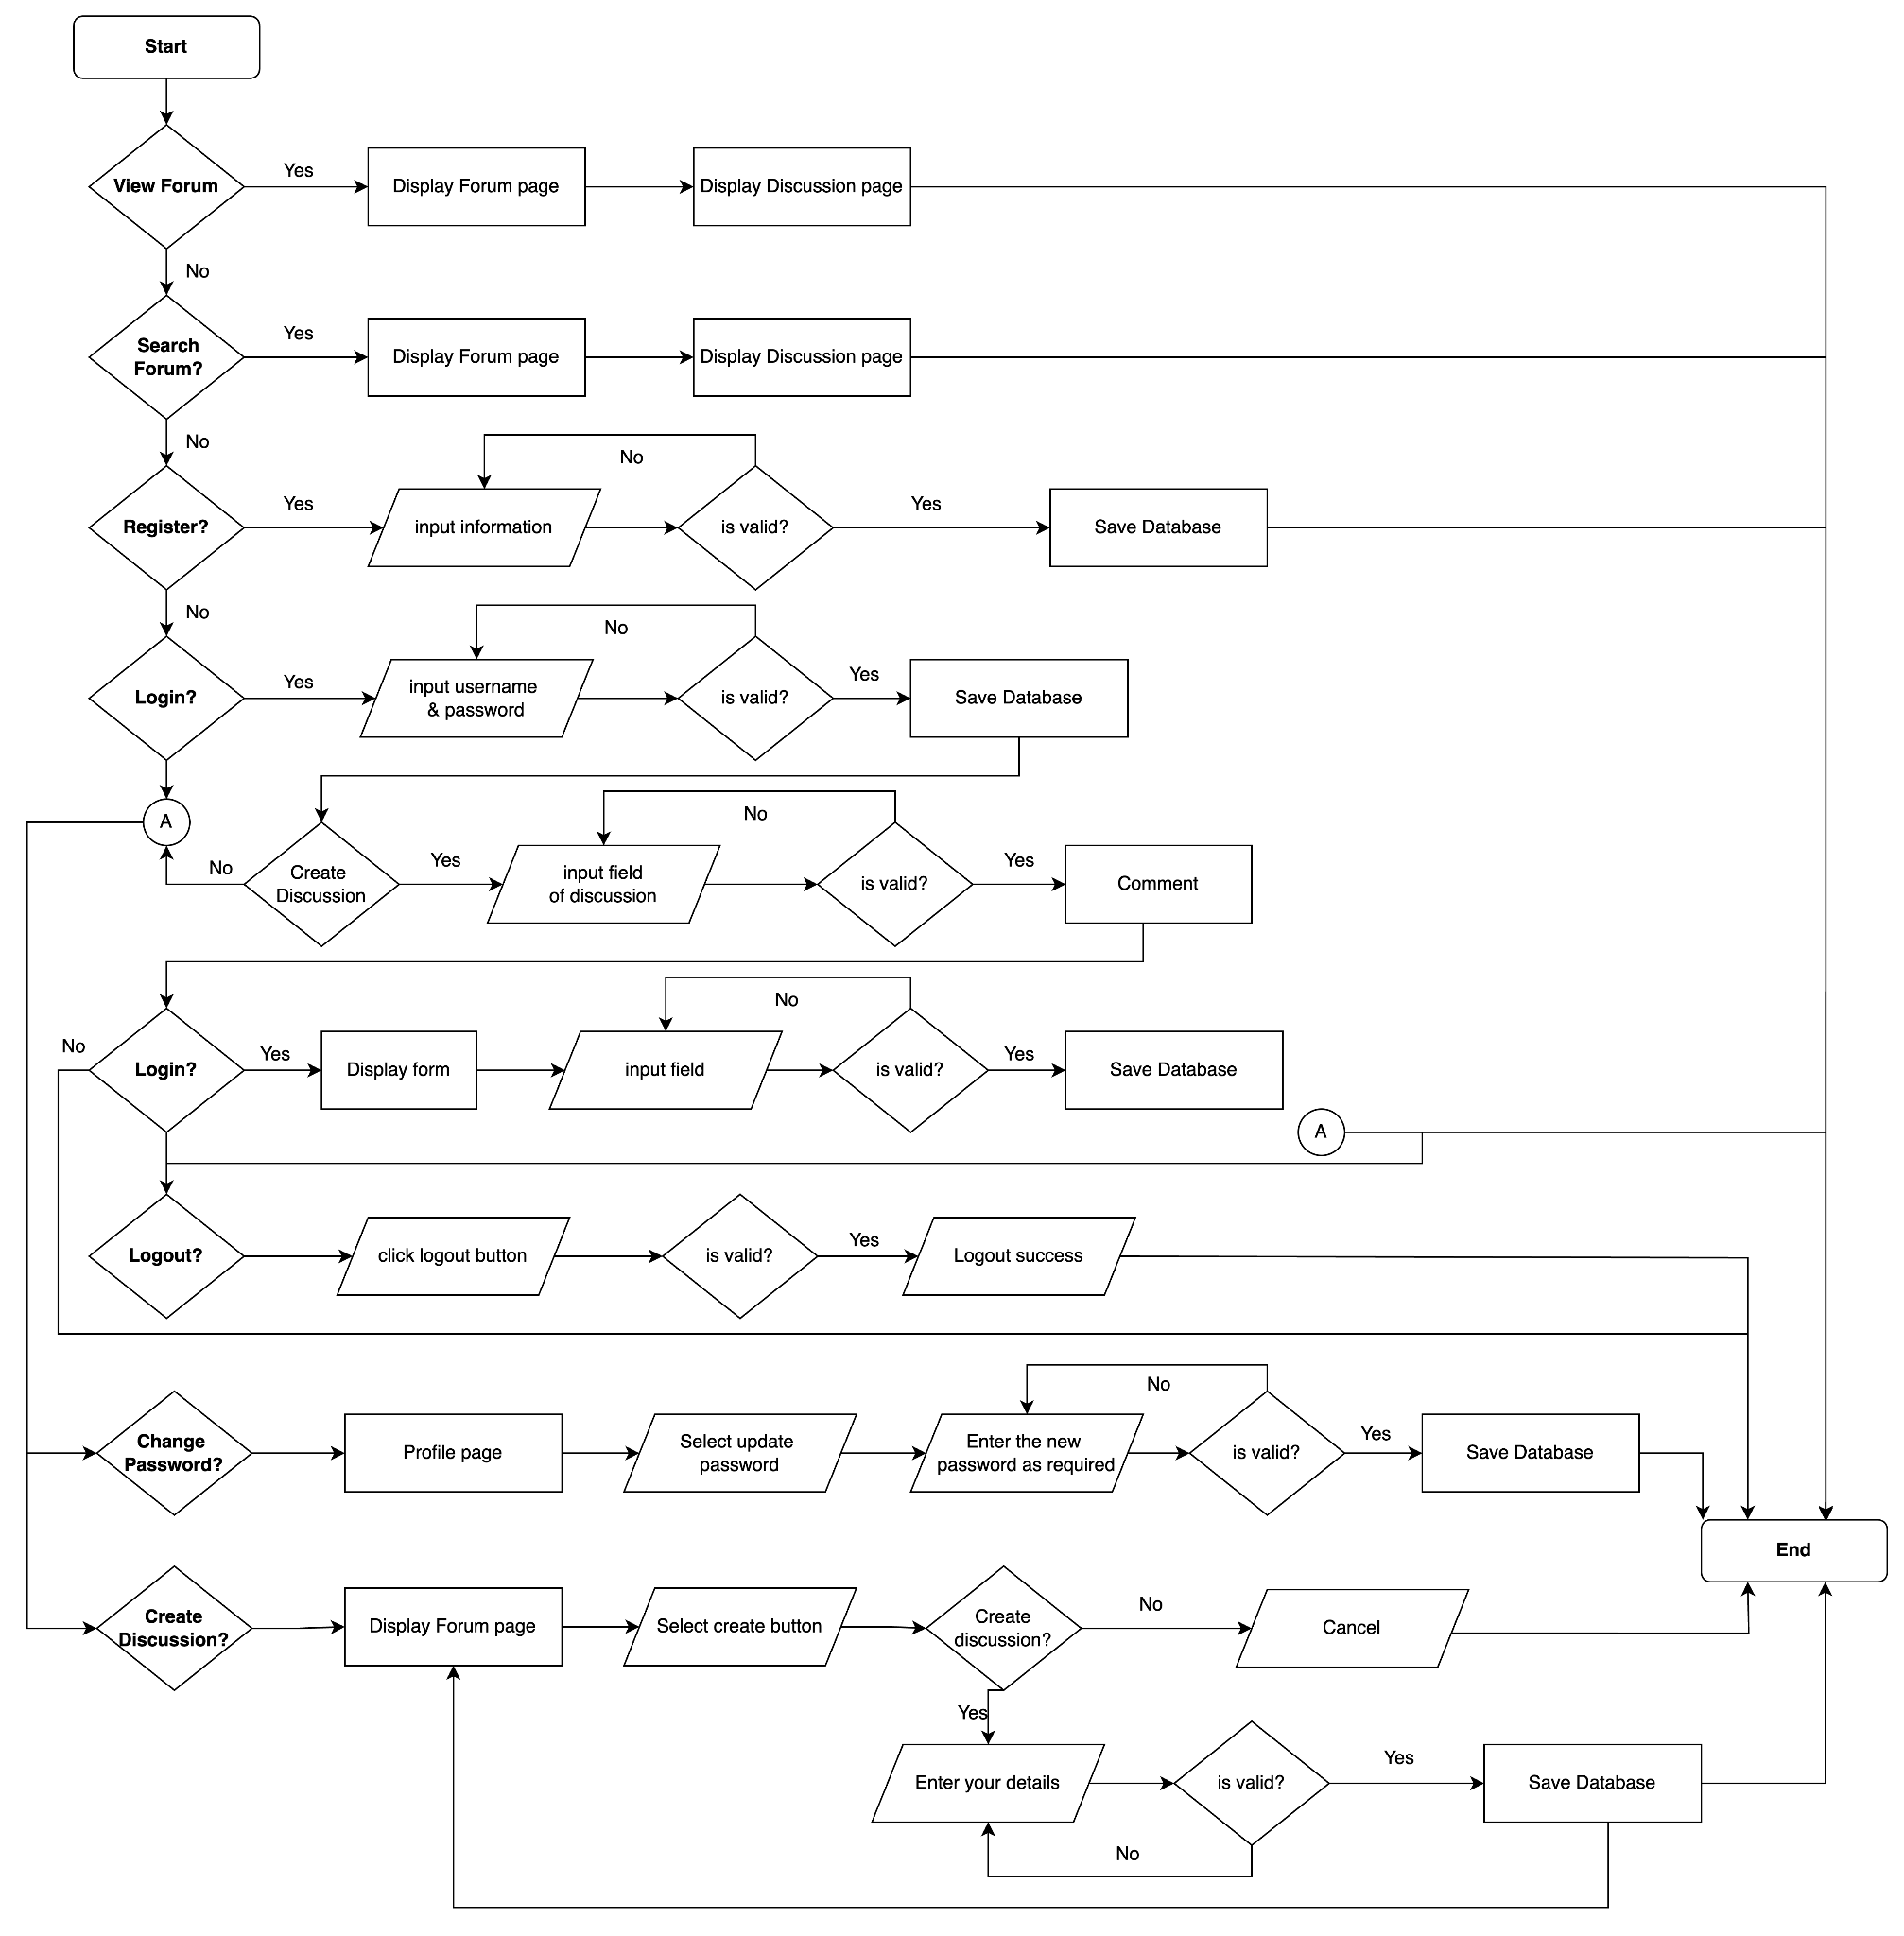 Start
View Forum
Yes
Display Forum page
Display Discussion page
No
Search
Forum?
Yes
Display Forum page
Display Discussion page
No
Register?
Yes
input information
No
is valid?
Yes
Save Database
No
Login?
Yes
input username
& password
No
is valid?
Yes
Save Database
A
No
Create
Discussion
Yes
input field
of discussion
No
is valid?
Yes
Comment
No
Login?
Yes
Display form
input field
No
is valid?
Yes
Save Database
A
Logout?
click logout button
is valid?
Yes
Logout success
Change
Password?
Profile page
Select update
password
Enter the new
password as required
No
is valid?
Yes
Save Database
End
Create
Discussion?
Display Forum page
Select create button
Create
discussion?
No
Cancel
Yes
Enter your details
is valid?
Yes
Save Database
No